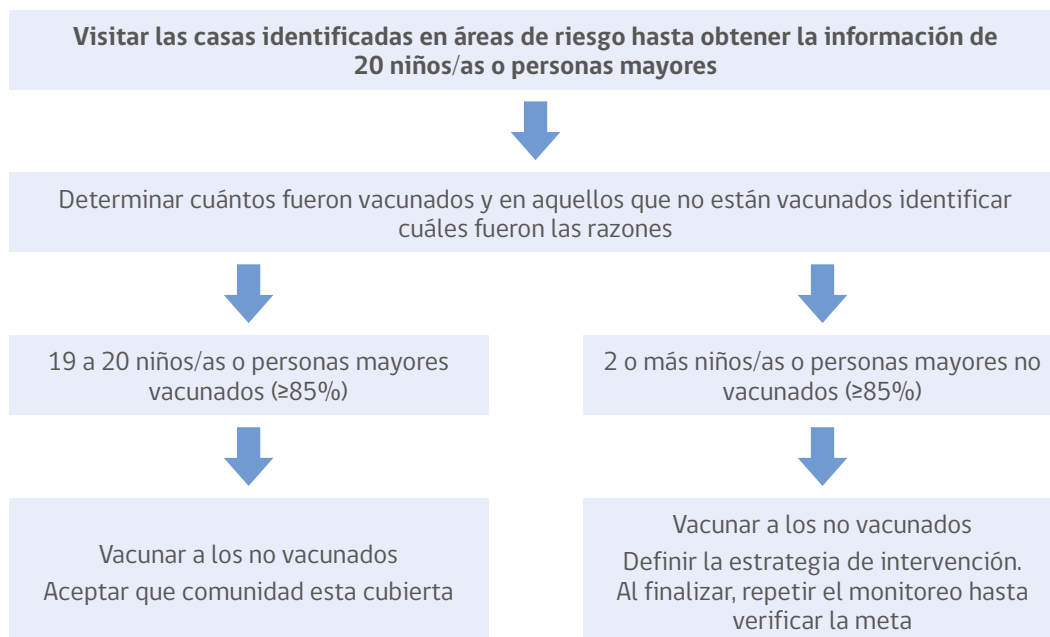 Visitar las casas identificadas en áreas de riesgo hasta obtener la información de
20 niños/as o personas mayores
Determinar cuántos fueron vacunados y en aquellos que no están vacunados identificar
cuáles fueron las razones
19 a 20 niños/as o personas mayores
vacunados (≥85%)
2 o más niños/as o personas mayores no
vacunados (≥85%)
Vacunar a los no vacunados
Aceptar que comunidad esta cubierta
Vacunar a los no vacunados
Definir la estrategia de intervención.
Al finalizar, repetir el monitoreo hasta
verificar la meta